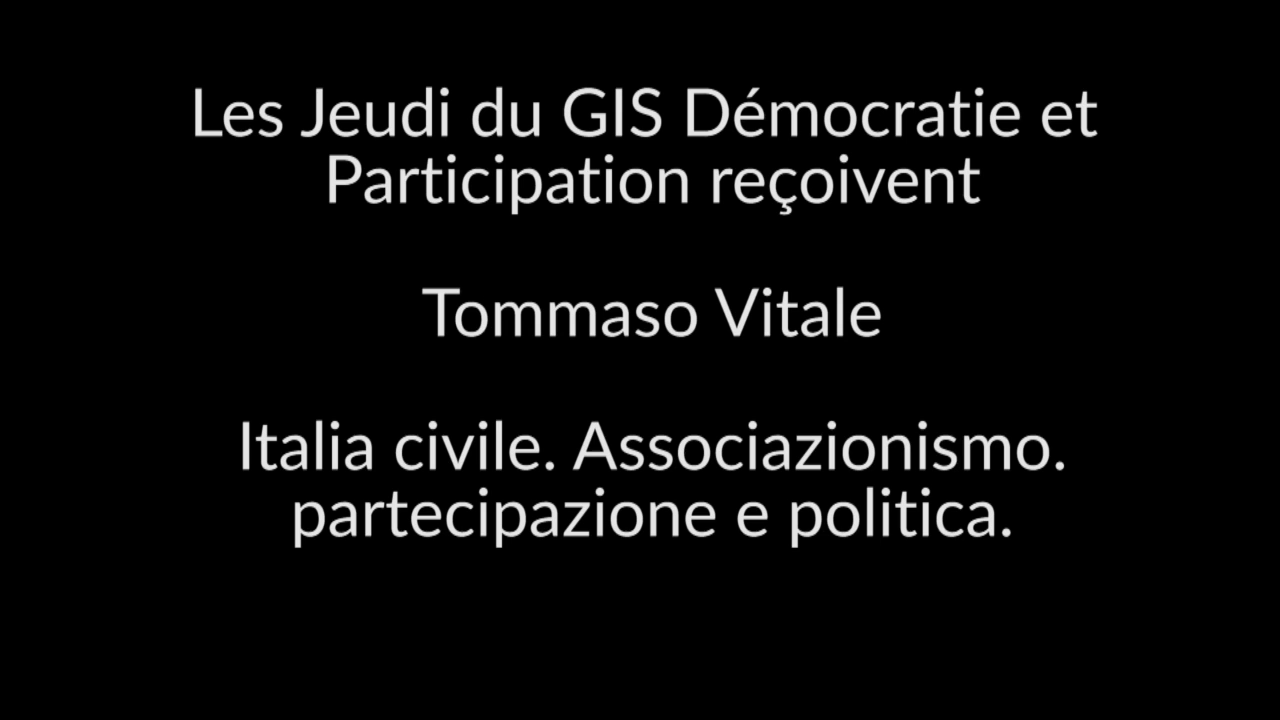 Les Jeudi du GIS Démocratie et
Participation reçoivent
Tommaso Vitale
Italia civile. Associazionismo.
partecipazione e politica.